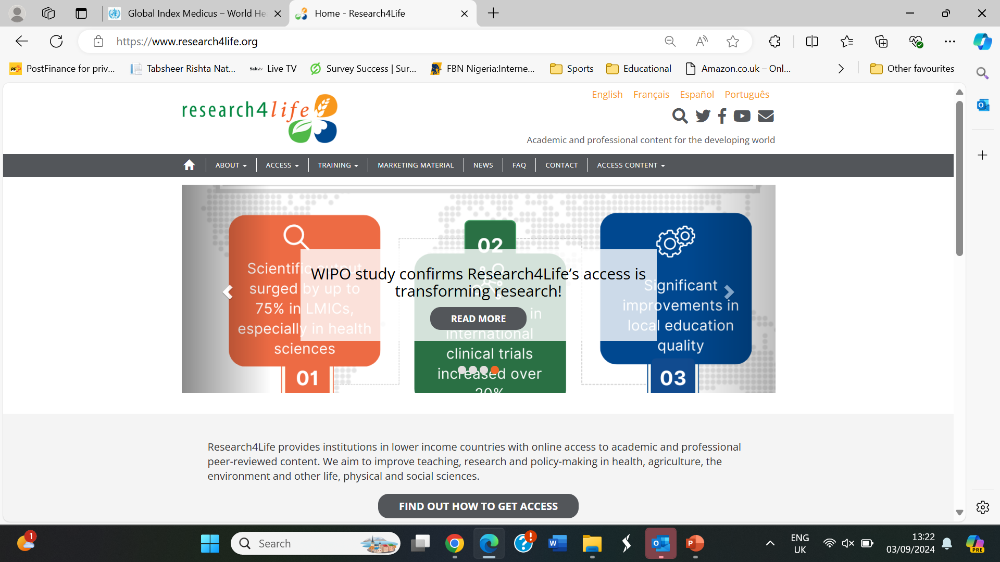 Global Index Medicus – World He
Home - Research4Life
https://www.research4life.org
PostFinance for priv...
Tabsheer Rishta Nat...
Salt.tv
Live TV
Survey Success | Sur...
FBN Nigeria:Interne...
Sports
Educational
Amazon.co.uk – Onl...
Other favourites
research4life
English Français Español Português
Academic and professional content for the developing world
ABOUT
ACCESS
TRAINING
MARKETING MATERIAL
NEWS
FAQ
CONTACT
ACCESS CONTENT
Scientific output
surged by up to
75% in LMICs,
especially in health
sciences
01
02
in
international
clinical trials
increased over
20%
Significant
improvements in
local education
quality
03
WIPO study confirms Research4Life’s access is
transforming research!
READ MORE
Research4Life provides institutions in lower income countries with online access to academic and professional
peer-reviewed content. We aim to improve teaching, research and policy-making in health, agriculture, the
environment and other life, physical and social sciences.
FIND OUT HOW TO GET ACCESS
1
Search
ENG
UK
13:22
03/09/2024
PRE